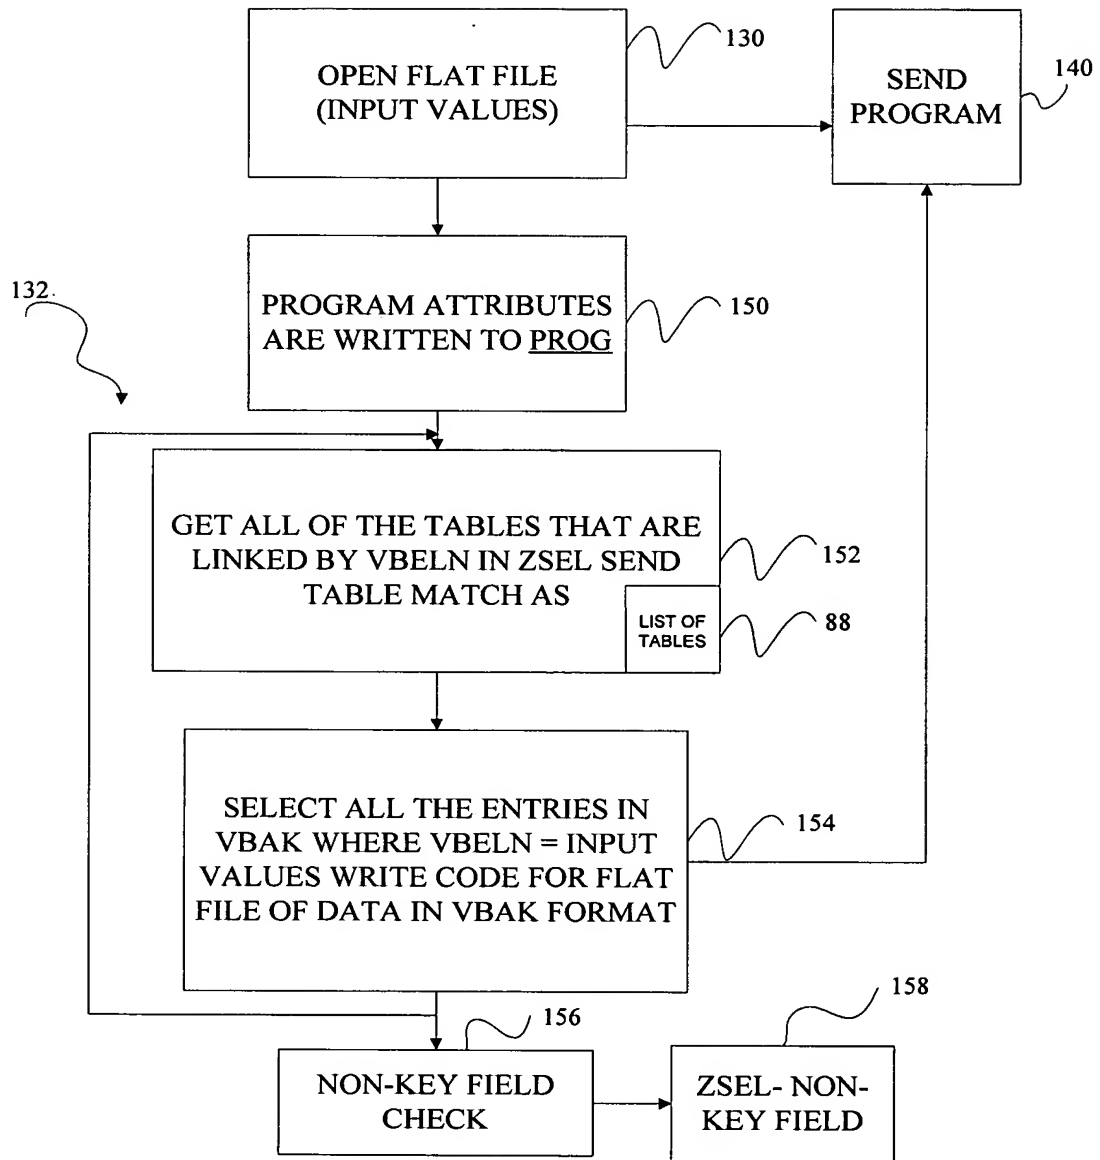 OPEN FLAT FILE
(INPUT VALUES)
130
SEND
PROGRAM
140
132
PROGRAM ATTRIBUTES
ARE WRITTEN TO PROG
150
GET ALL OF THE TABLES THAT ARE
LINKED BY VBELN IN ZSEL SEND
TABLE MATCH AS
152
LIST OF
TABLES
88
SELECT ALL THE ENTRIES IN
VBAK WHERE VBELN = INPUT
VALUES WRITE CODE FOR FLAT
FILE OF DATA IN VBAK FORMAT
154
156
158
NON-KEY FIELD
CHECK
ZSEL- NON-
KEY FIELD